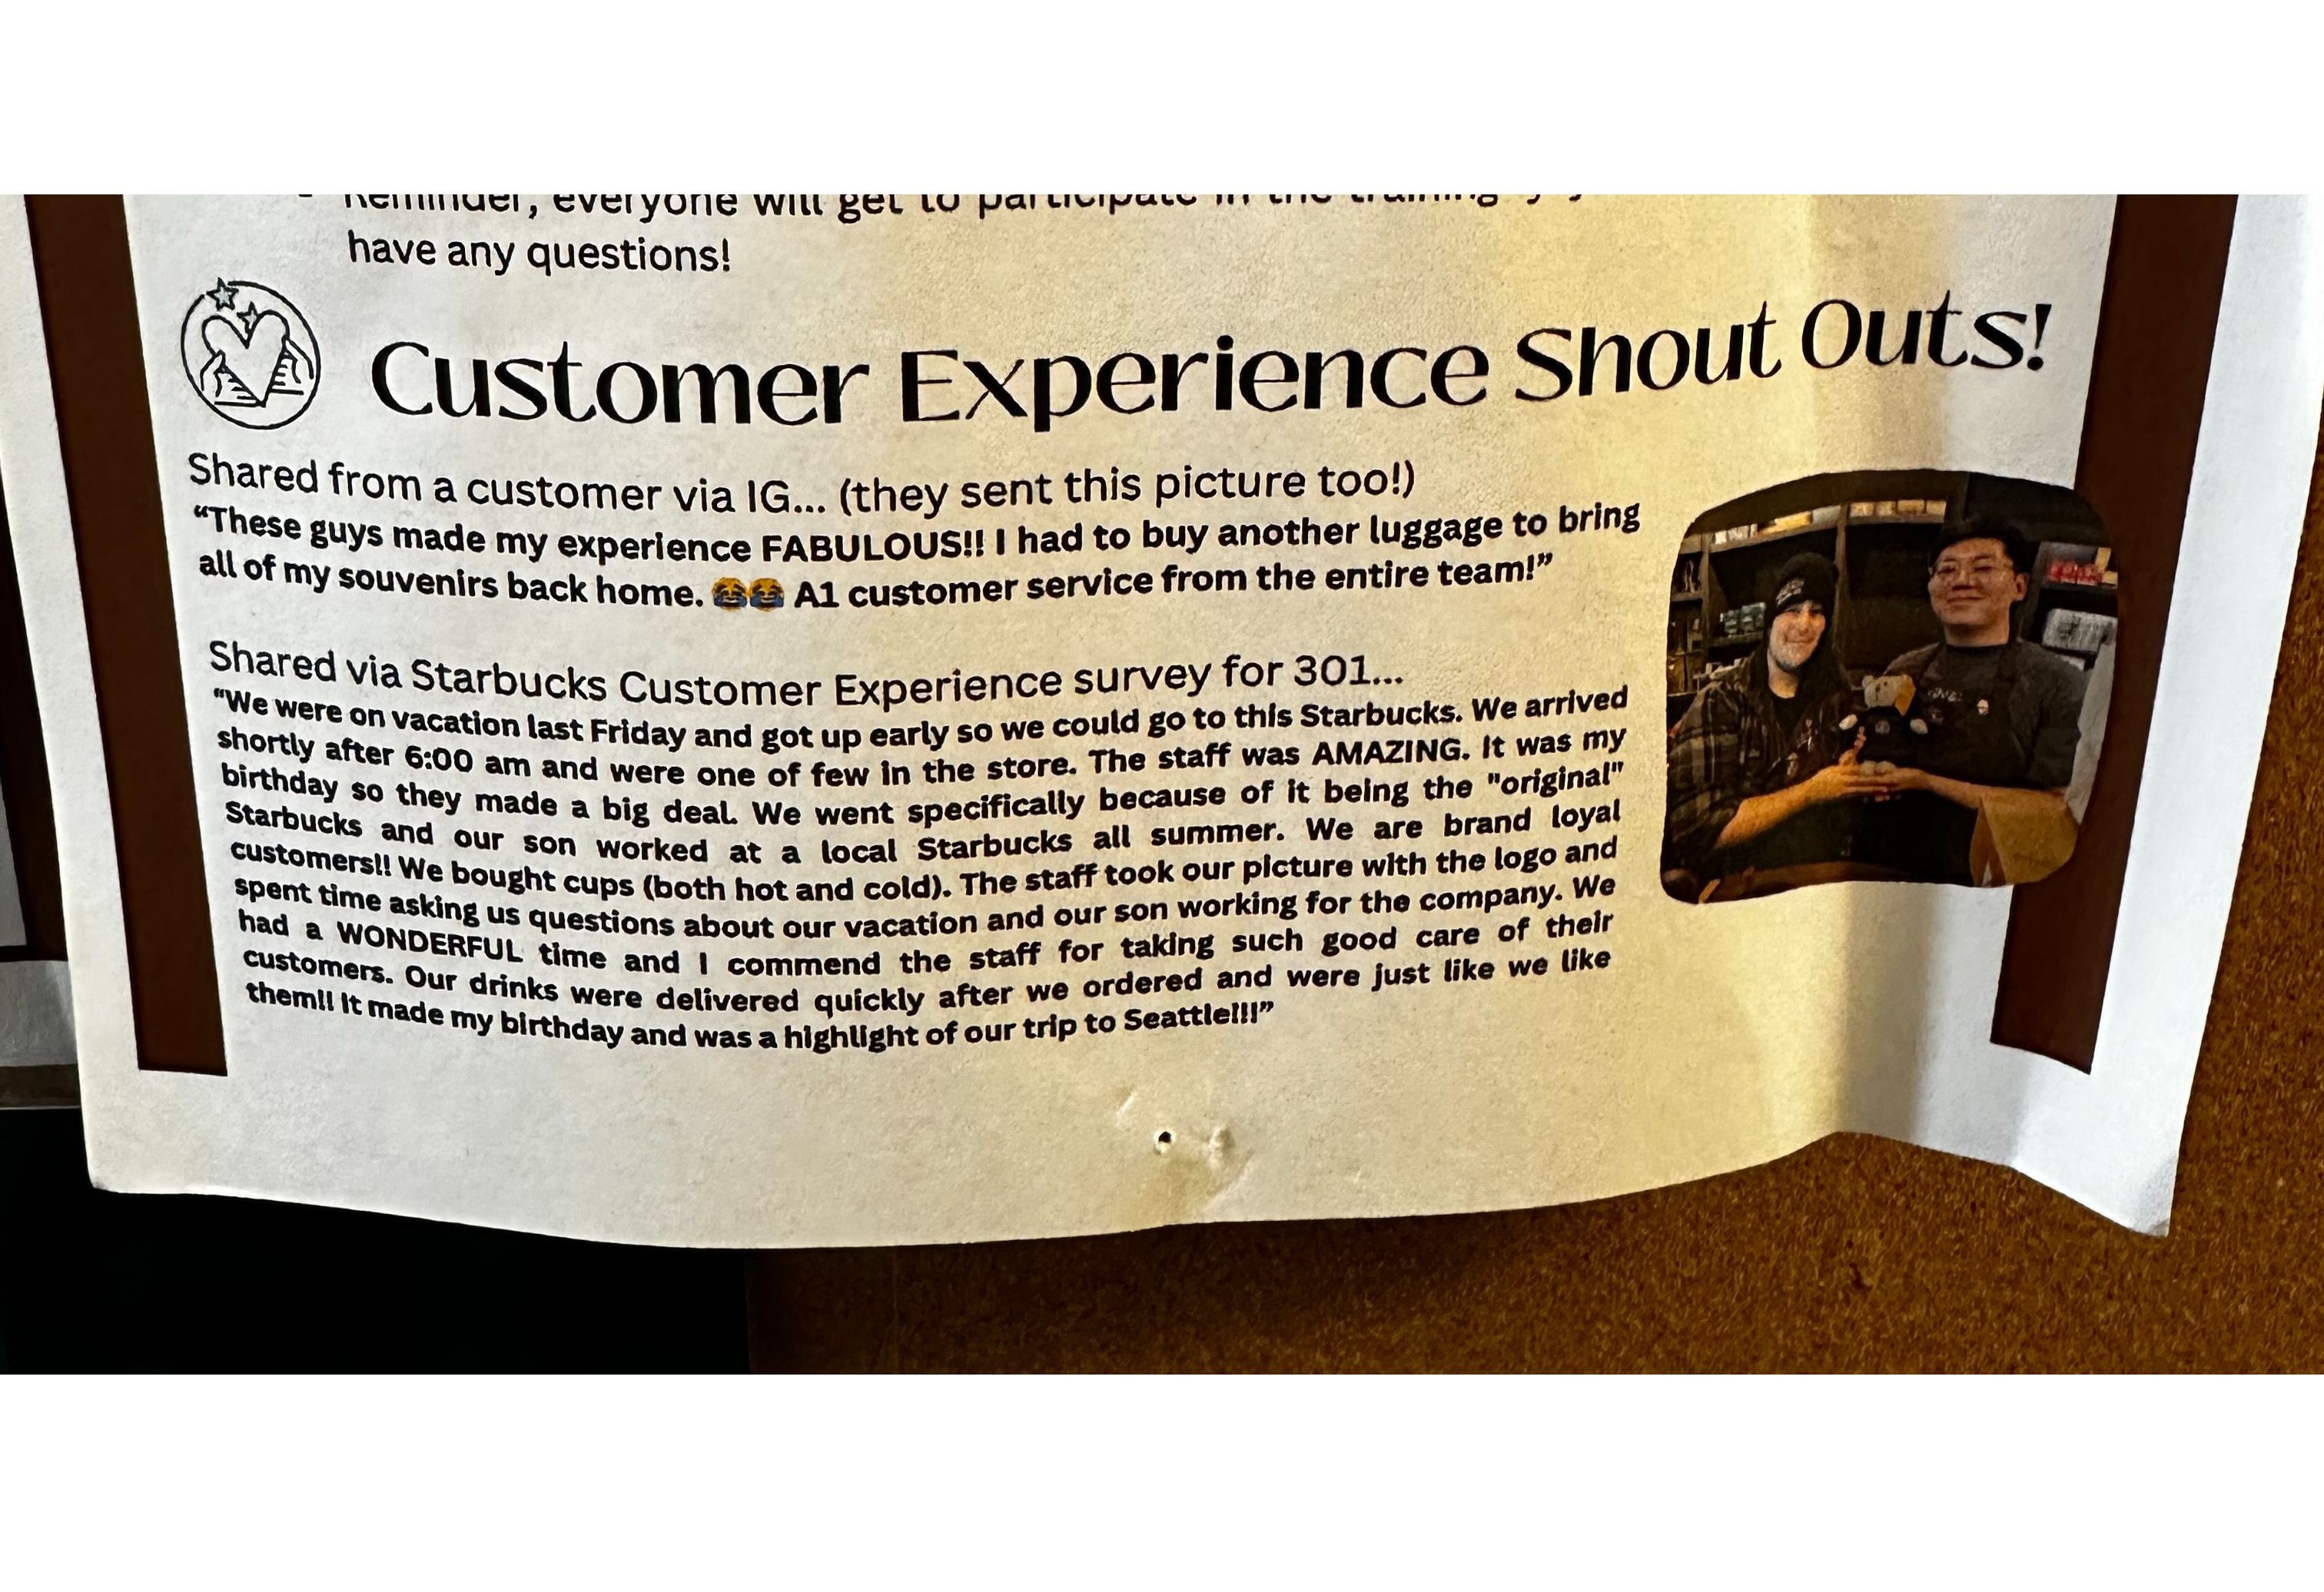 Reminder, everyone will get to participate in the training
have any questions!
Customer Experience Shout Outs!
Shared from a customer via IG... (they sent this picture too!)
“These guys made my experience FABULOUS!! I had to buy another luggage to bring
all of my souvenirs back home. 😂😂 A1 customer service from the entire team!”
Shared via Starbucks Customer Experience survey for 301...
“We were on vacation last Friday and got up early so we could go to this Starbucks. We arrived
shortly after 6:00 am and were one of few in the store. The staff was AMAZING. It was my
birthday so they made a big deal. We went specifically because of it being the "original"
Starbucks and our son worked at a local Starbucks all summer. We are brand loyal
customers!! We bought cups (both hot and cold). The staff took our picture with the logo and
spent time asking us questions about our vacation and our son working for the company. We
had a WONDERFUL time and I commend the staff for taking such good care of their
customers. Our drinks were delivered quickly after we ordered and were just like we like
them!! It made my birthday and was a highlight of our trip to Seattle!!!”